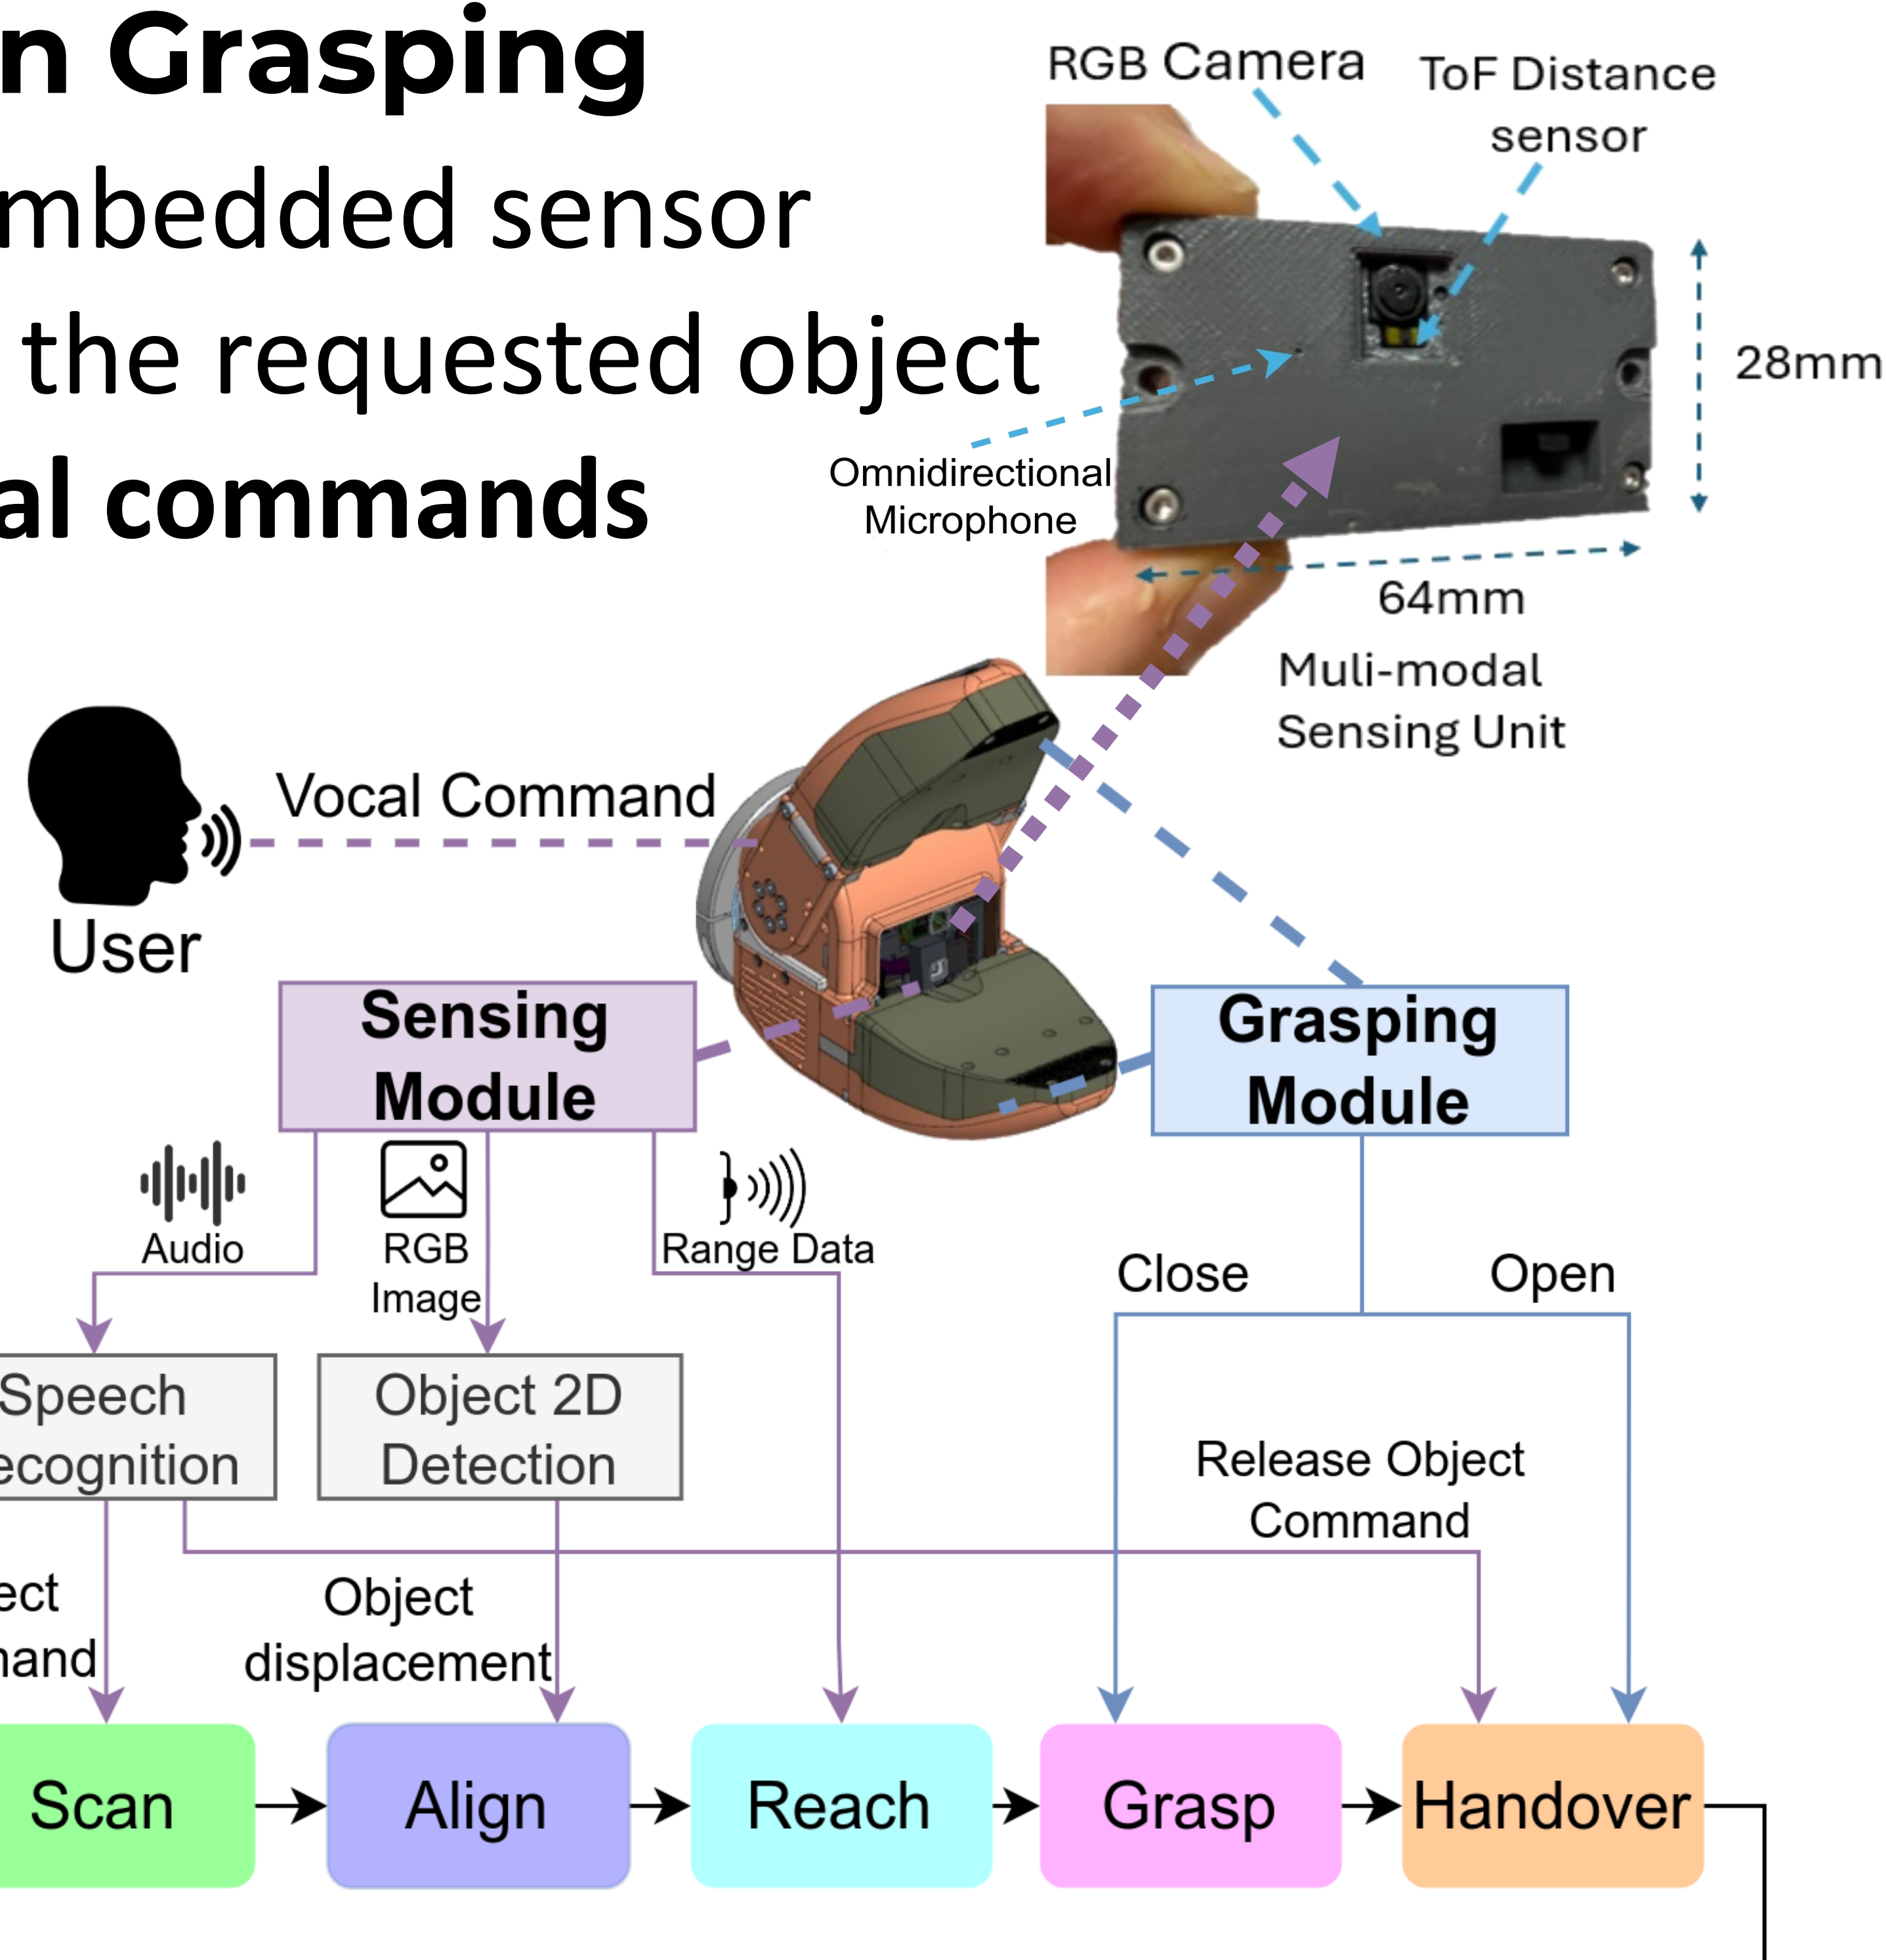 n Grasping
RGB Camera
ToF Distance
sensor
mbedded sensor
the requested object
28mm
al commands
Omnidirectional
Microphone
64mm
Muli-modal
Sensing Unit
Vocal Command
User
Sensing
Module
Grasping
Module
Audio
RGB
Image
Range Data
Close
Open
Speech
ecognition
Object 2D
Detection
Release Object
Command
ect
mand
Object
displacement
Scan
Align
Reach
Grasp
Handover